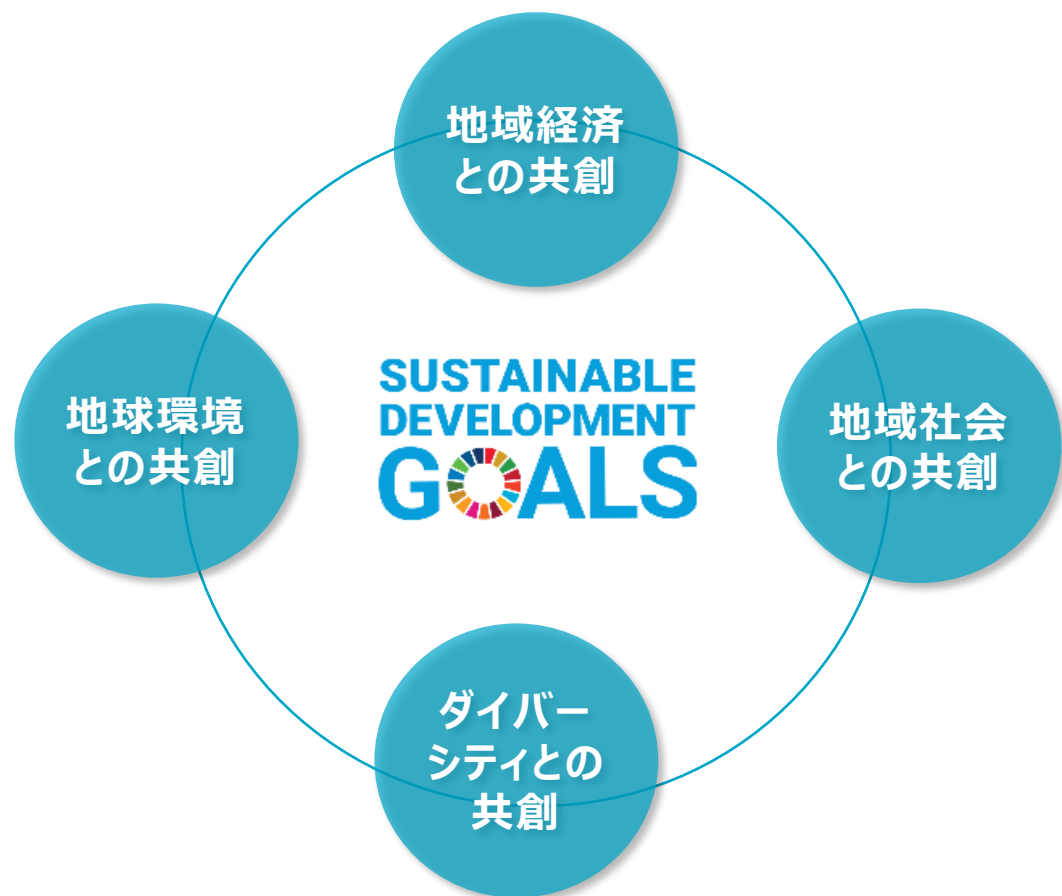 地域経済
との共創
地球環境
との共創
SUSTAINABLE
DEVELOPMENT
GOALS
地域社会
との共創
ダイバー
シティとの
共創